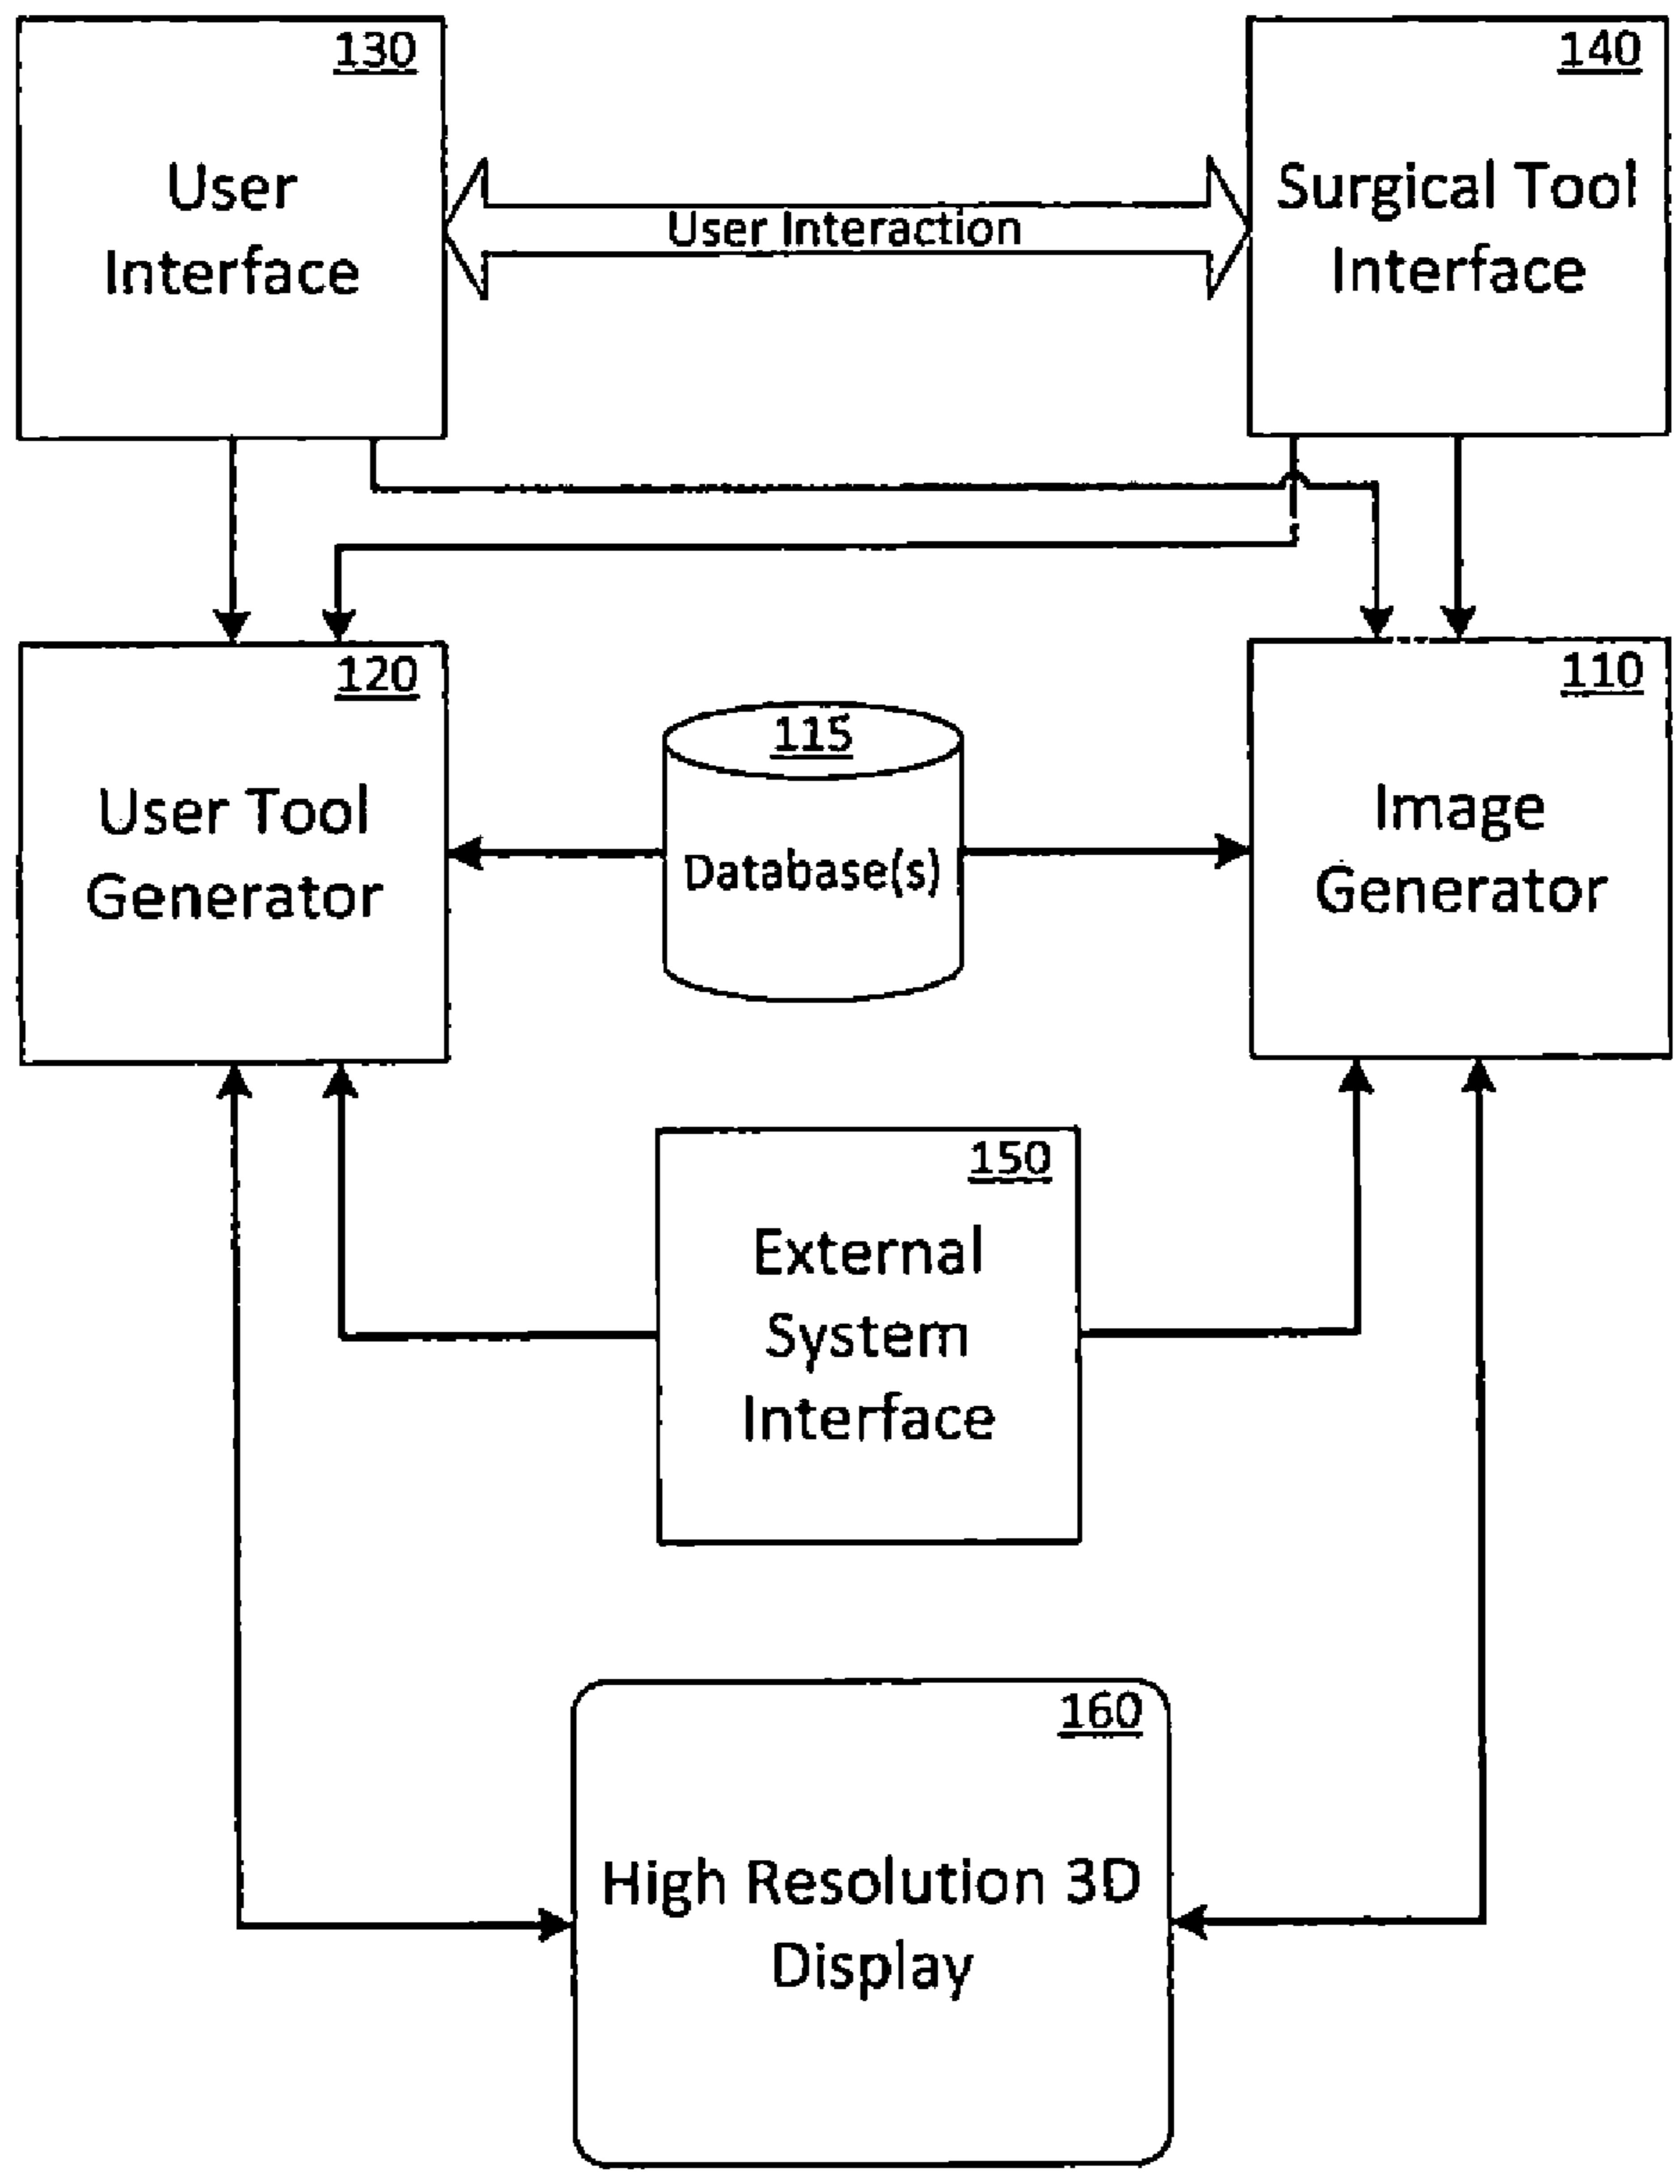 130
User
Interface
User Interaction
140
Surgical Tool
Interface
120
User Tool
Generator
115
Database(s)
110
Image
Generator
150
External
System
Interface
160
High Resolution 3D
Display